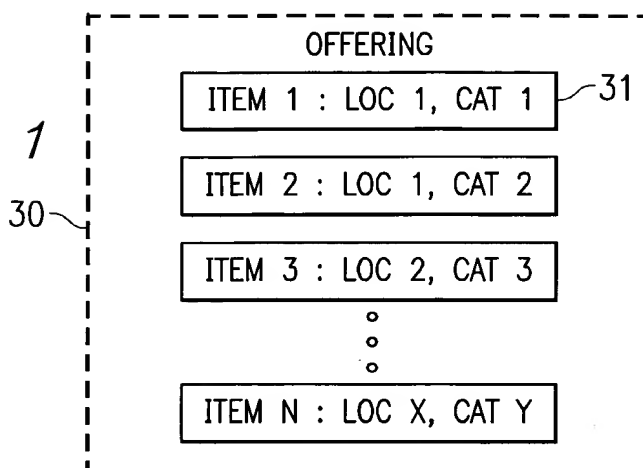 OFFERING
ITEM 1 : LOC 1, CAT 1
31
1
ITEM 2 : LOC 1, CAT 2
30
ITEM 3 : LOC 2, CAT 3
ITEM N : LOC X, CAT Y